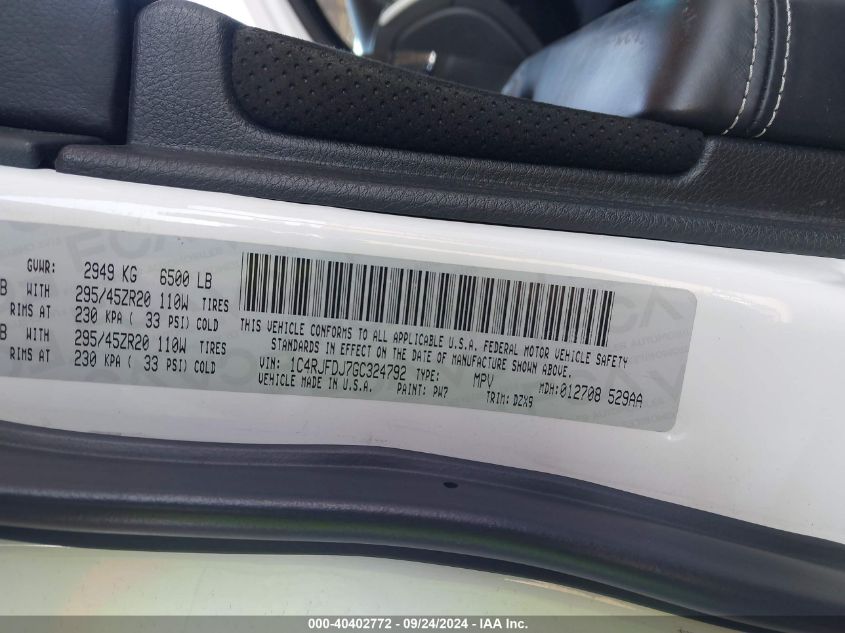 GVWR: 2949 KG 6500 LB
B WITH 295/45ZR20 110W TIRES
RIMS AT 230 KPA ( 33 PSI) COLD
B WITH 295/45ZR20 110W TIRES
RIMS AT 230 KPA ( 33 PSI) COLD
THIS VEHICLE CONFORMS TO ALL APPLICABLE U.S.A. FEDERAL MOTOR VEHICLE SAFETY
STANDARDS IN EFFECT ON THE DATE OF MANUFACTURE SHOWN ABOVE.
VIN: 1C4RJFDJ7GC324792 TYPE: MPV MDH:012708 529AA
VEHICLE MADE IN U.S.A. PAINT: PW7 TRIM: DZX9
000-40402772 - 09/24/2024 - IAA Inc.